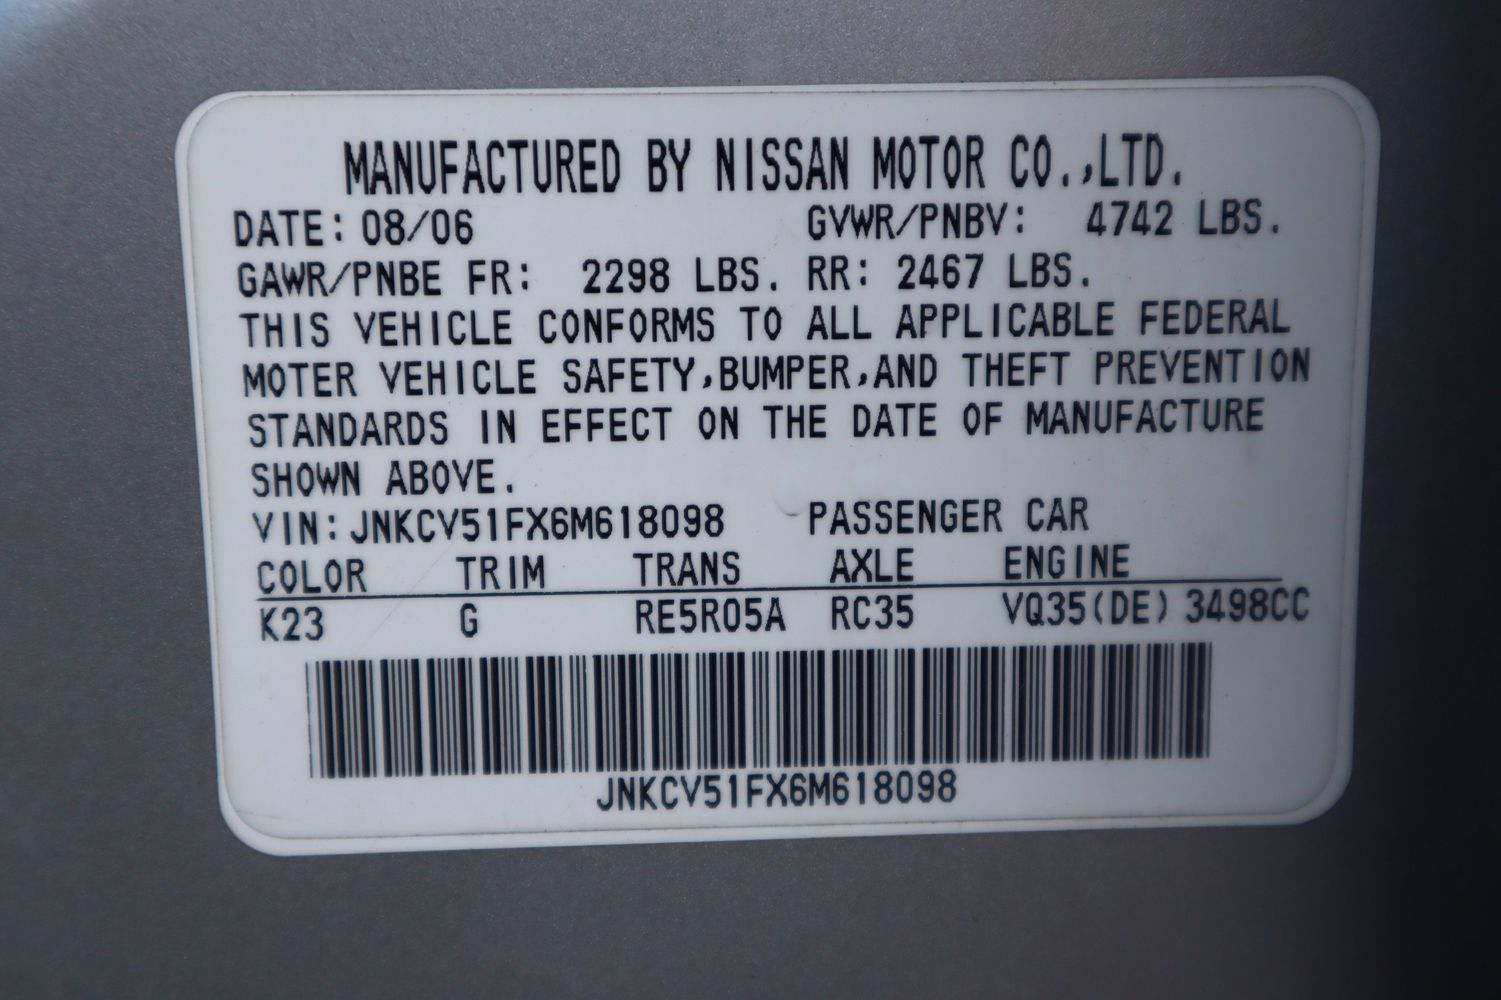 MANUFACTURED BY NISSAN MOTOR CO.,LTD.
DATE: 08/06 GVWR/PNBV: 4742 LBS.
GAWR/PNBE FR: 2298 LBS. RR: 2467 LBS.
THIS VEHICLE CONFORMS TO ALL APPLICABLE FEDERAL
MOTER VEHICLE SAFETY,BUMPER,AND THEFT PREVENTION
STANDARDS IN EFFECT ON THE DATE OF MANUFACTURE
SHOWN ABOVE.
VIN:JNKCV51FX6M618098 PASSENGER CAR
COLOR TRIM TRANS AXLE ENGINE
K23 G RE5R05A RC35 VQ35(DE) 3498CC
JNKCV51FX6M618098